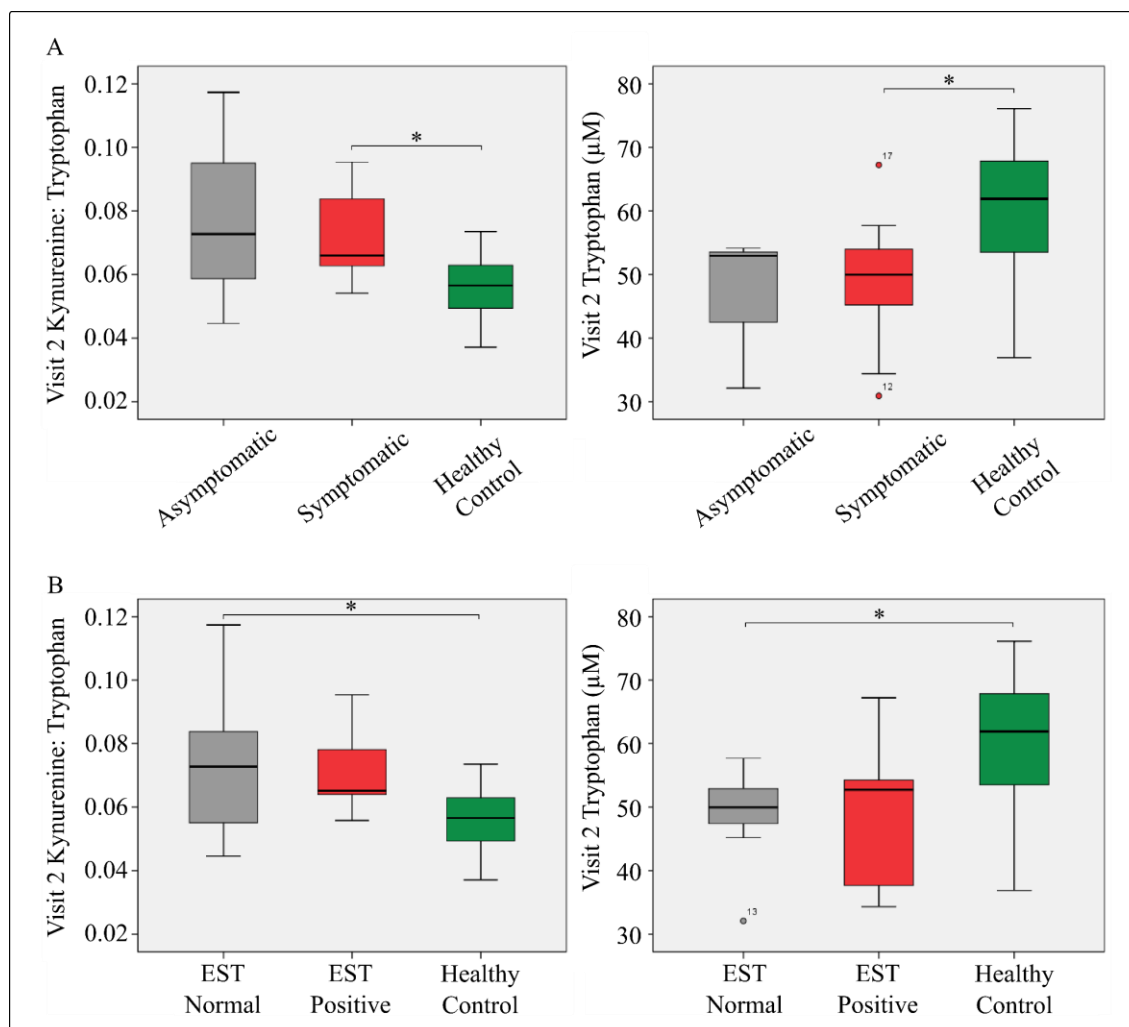 A
Visit 2 Kynurenine: Tryptophan
0.12
0.10
0.08
0.06
0.04
0.02
*
Asymptomatic
Symptomatic
Healthy
Control
Visit 2 Tryptophan (µM)
80
70
60
50
40
30
*
17
12
Asymptomatic
Symptomatic
Healthy
Control
B
Visit 2 Kynurenine: Tryptophan
0.12
0.10
0.08
0.06
0.04
0.02
*
EST
Normal
EST
Positive
Healthy
Control
Visit 2 Tryptophan (µM)
80
70
60
50
40
30
*
13
EST
Normal
EST
Positive
Healthy
Control